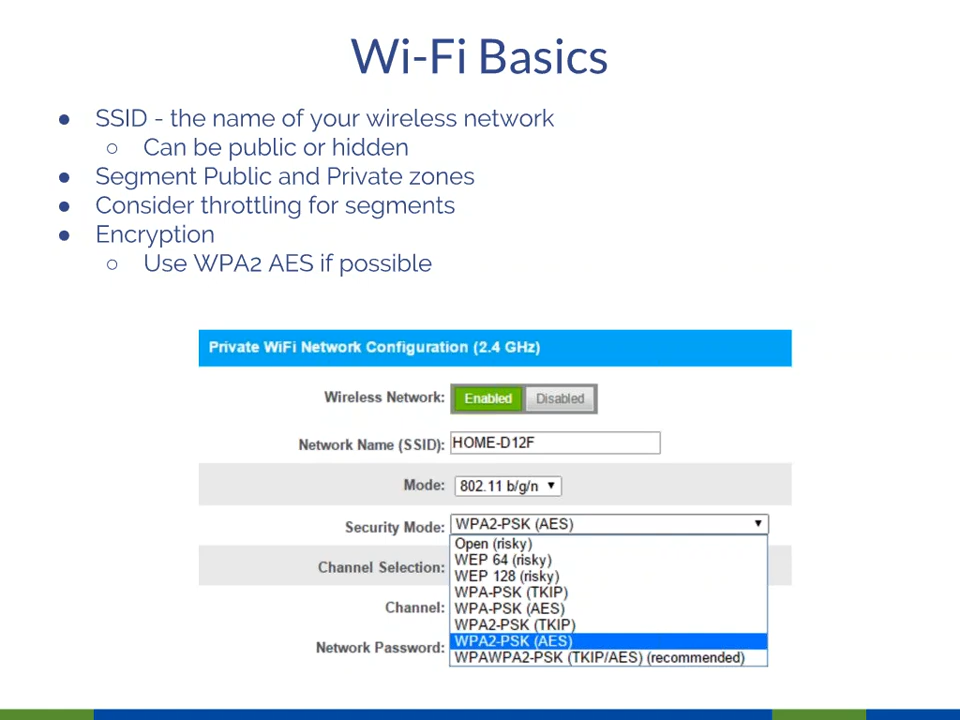 Wi-Fi Basics
● SSID - the name of your wireless network
○ Can be public or hidden
● Segment Public and Private zones
● Consider throttling for segments
● Encryption
○ Use WPA2 AES if possible
Private WiFi Network Configuration (2.4 GHz)
Wireless Network: Enabled Disabled
Network Name (SSID): HOME-D12F
Mode: 802.11 b/g/n ▼
Security Mode: WPA2-PSK (AES) ▼
Open (risky)
WEP 64 (risky)
Channel Selection:
WEP 128 (risky)
WPA-PSK (TKIP)
Channel: WPA-PSK (AES)
WPA2-PSK (TKIP)
WPA2-PSK (AES)
Network Password:
WPAWPA2-PSK (TKIP/AES) (recommended)